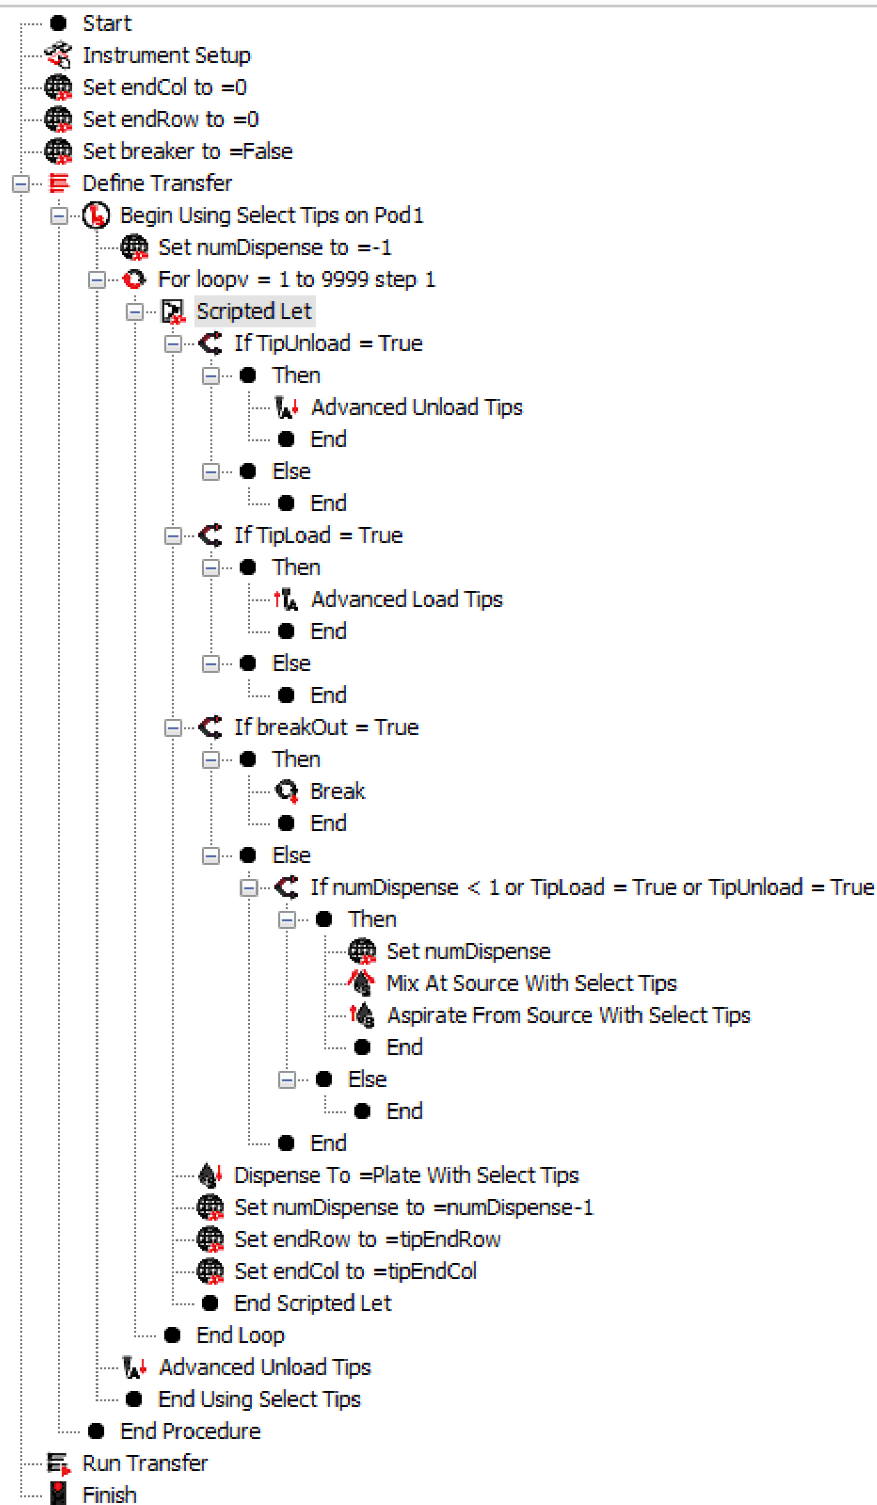 Start
Instrument Setup
Set endCol to =0
Set endRow to =0
Set breaker to =False
Define Transfer
Begin Using Select Tips on Pod1
Set numDispense to =-1
For loopv = 1 to 9999 step 1
Scripted Let
If TipUnload = True
Then
Advanced Unload Tips
End
Else
End
If TipLoad = True
Then
Advanced Load Tips
End
Else
End
If breakOut = True
Then
Break
End
Else
If numDispense < 1 or TipLoad = True or TipUnload = True
Then
Set numDispense
Mix At Source With Select Tips
Aspirate From Source With Select Tips
End
Else
End
End
Dispense To =Plate With Select Tips
Set numDispense to =numDispense-1
Set endRow to =tipEndRow
Set endCol to =tipEndCol
End Scripted Let
End Loop
Advanced Unload Tips
End Using Select Tips
End Procedure
Run Transfer
Finish